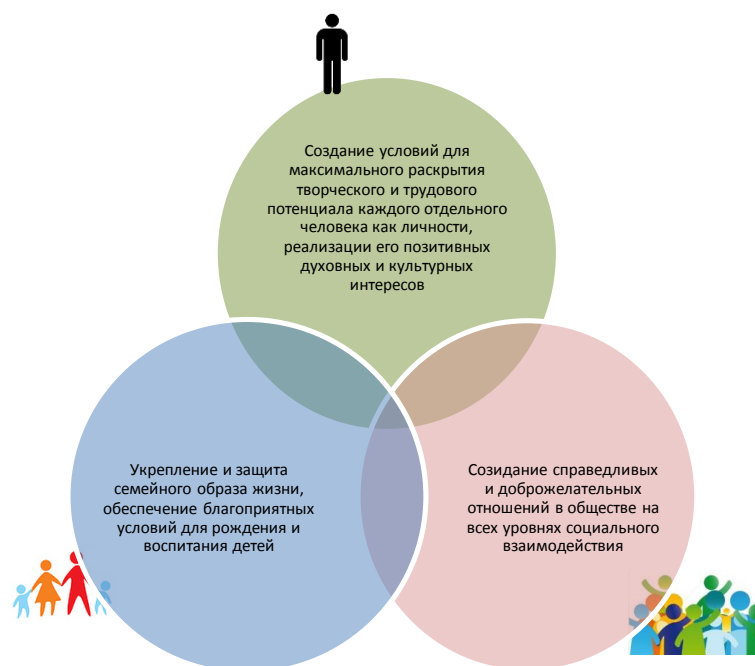 Создание условий для
максимального раскрытия
творческого и трудового
потенциала каждого отдельного
человека как личности,
реализации его позитивных
духовных и культурных
интересов
Укрепление и защита
семейного образа жизни,
обеспечение благоприятных
условий для рождения и
воспитания детей
Созидание справедливых
и доброжелательных
отношений в обществе на
всех уровнях социального
взаимодействия